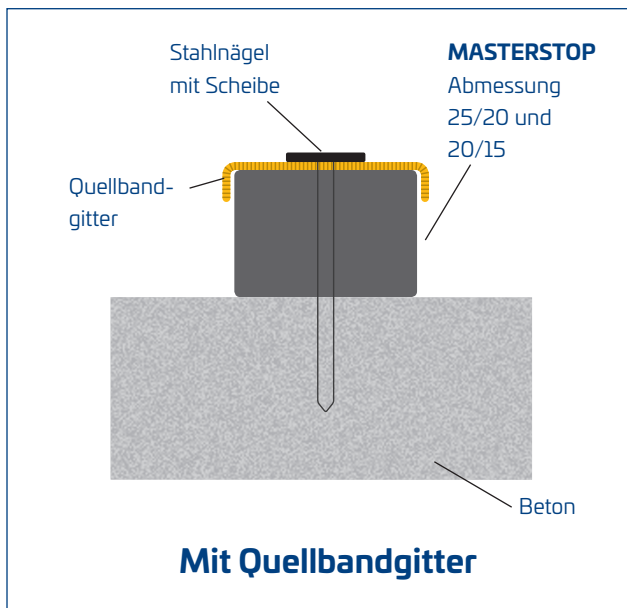 Stahlnägel
mit Scheibe
MASTERSTOP
Abmessung
25/20 und
20/15
Quellband-
gitter
Beton
Mit Quellbandgitter